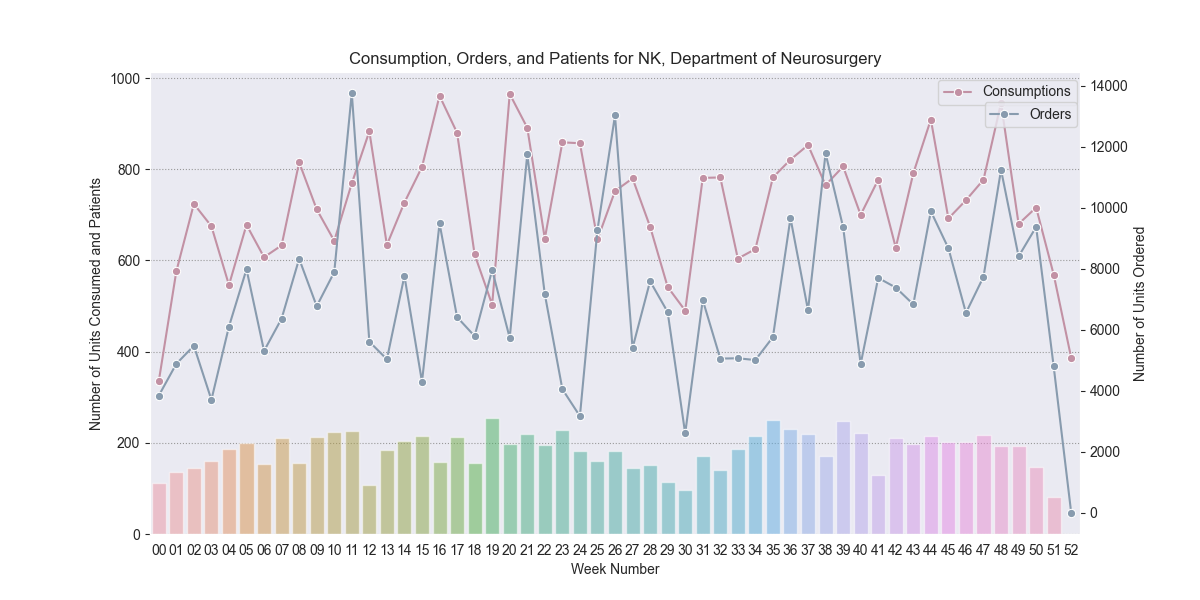 Consumption, Orders, and Patients for NK, Department of Neurosurgery
Number of Units Consumed and Patients
1000
800
600
400
200
0
Consumptions
Orders
14000
12000
10000
8000
6000
4000
2000
0
Number of Units Ordered
00 01 02 03 04 05 06 07 08 09 10 11 12 13 14 15 16 17 18 19 20 21 22 23 24 25 26 27 28 29 30 31 32 33 34 35 36 37 38 39 40 41 42 43 44 45 46 47 48 49 50 51 52
Week Number